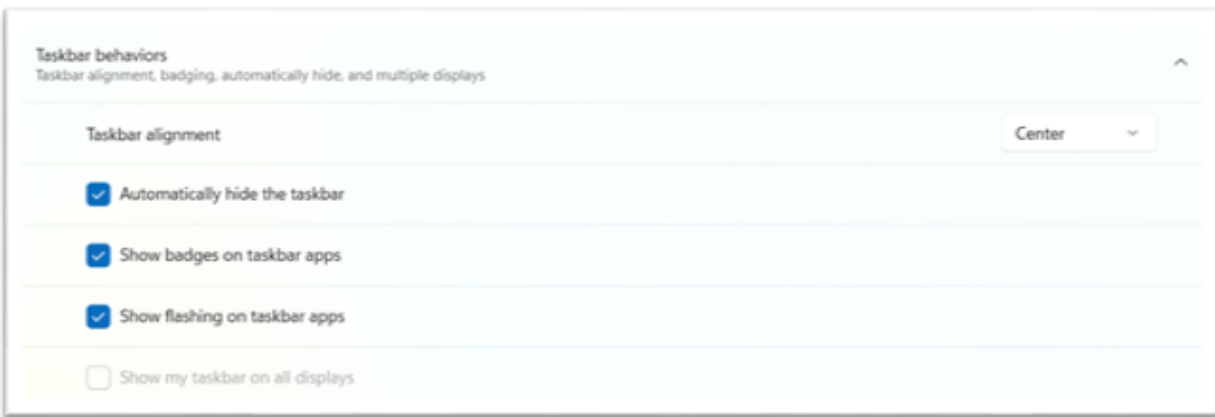 Taskbar behaviors
Taskbar alignment, badging, automatically hide, and multiple displays
Taskbar alignment
Center
Automatically hide the taskbar
Show badges on taskbar apps
Show flashing on taskbar apps
Show my taskbar on all displays